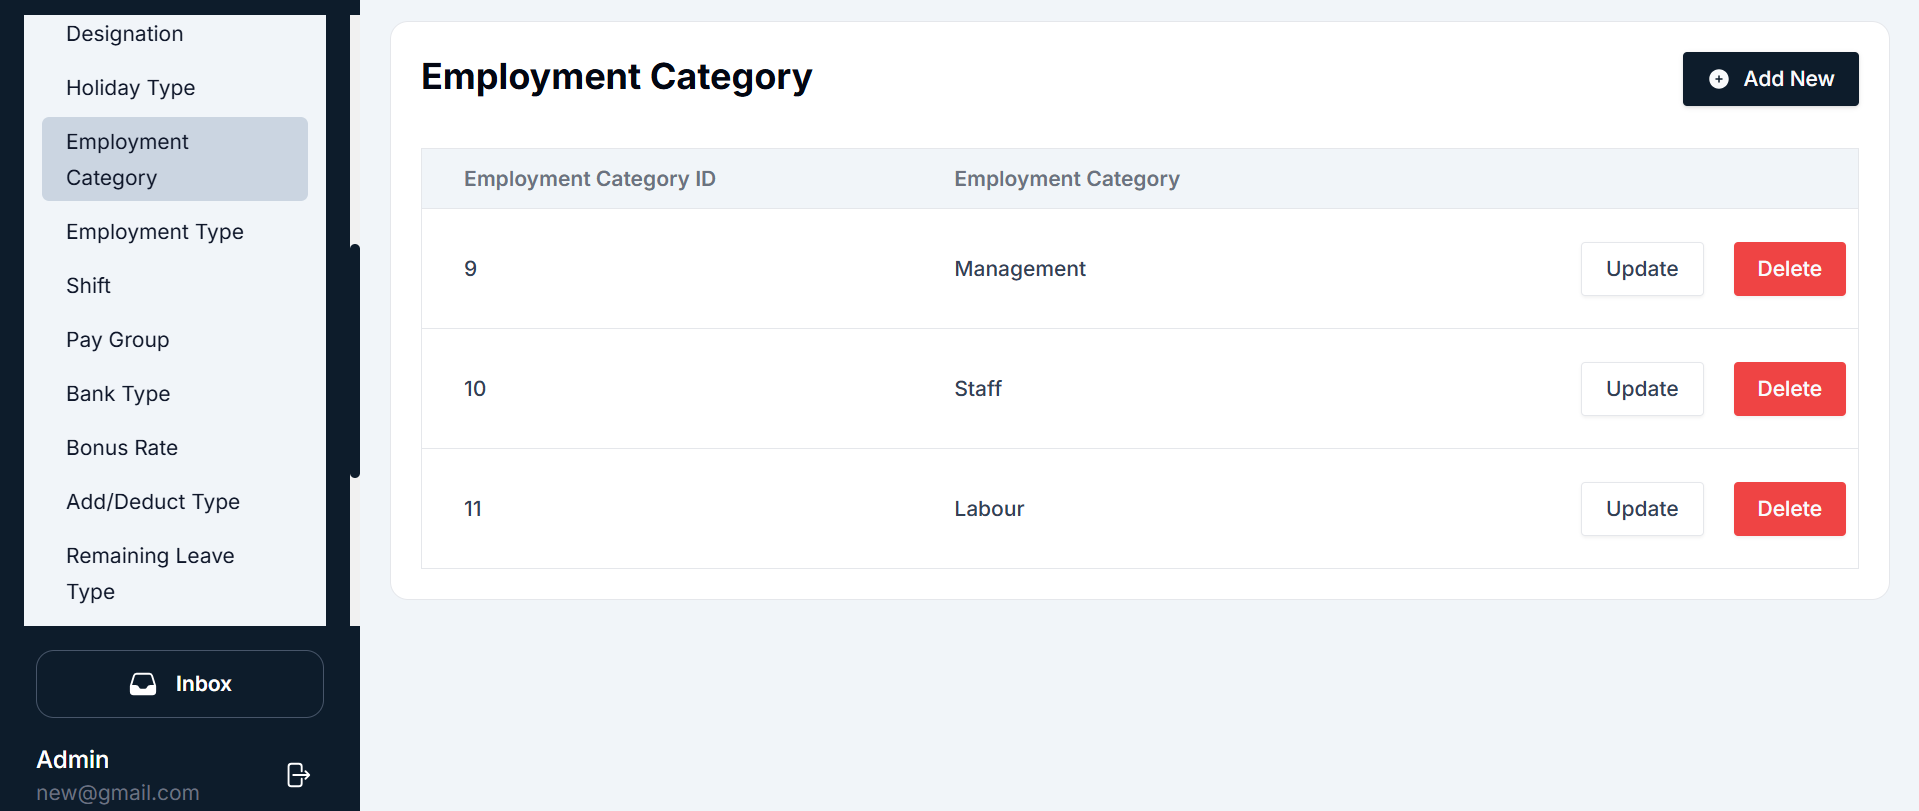 Designation
Holiday Type
Employment
Category
Employment Type
Shift
Pay Group
Bank Type
Bonus Rate
Add/Deduct Type
Remaining Leave
Type
Inbox
Admin
new@gmail.com
Employment Category
Add New
Employment Category ID Employment Category
9 Management Update Delete
10 Staff Update Delete
11 Labour Update Delete